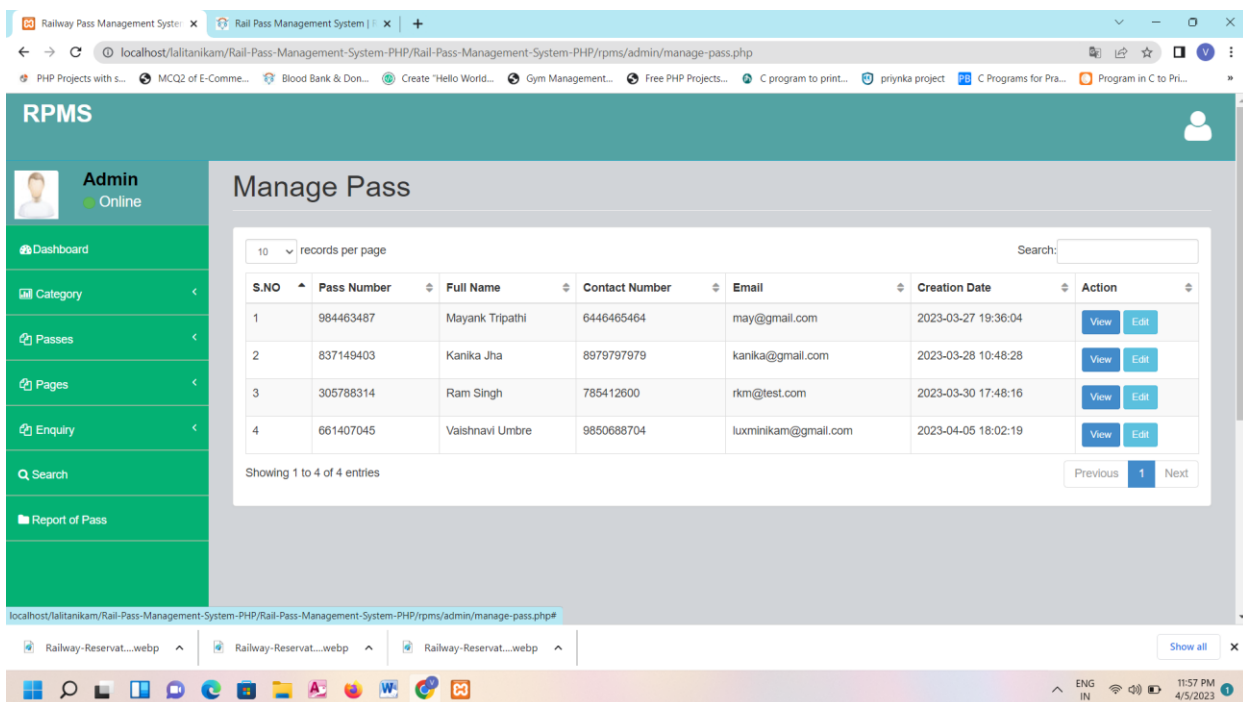 Railway Pass Management System
Rail Pass Management System | R
localhost/lalitanikam/Rail-Pass-Management-System-PHP/Rail-Pass-Management-System-PHP/rpms/admin/manage-pass.php
V
PHP Projects with s... MCQ2 of E-Comme... Blood Bank & Don... Create "Hello World... Gym Management... Free PHP Projects... C program to print... priynka project PB C Programs for Pra... Program in C to Pri... »
RPMS
Admin
Online
Manage Pass
Dashboard
Category
Passes
Pages
Enquiry
Search
Report of Pass
10 records per page Search:
S.NO Pass Number Full Name Contact Number Email Creation Date Action
1 984463487 Mayank Tripathi 6446465464 may@gmail.com 2023-03-27 19:36:04 View Edit
2 837149403 Kanika Jha 8979797979 kanika@gmail.com 2023-03-28 10:48:28 View Edit
3 305788314 Ram Singh 785412600 rkm@test.com 2023-03-30 17:48:16 View Edit
4 661407045 Vaishnavi Umbre 9850688704 luxminikam@gmail.com 2023-04-05 18:02:19 View Edit
Showing 1 to 4 of 4 entries Previous 1 Next
localhost/lalitanikam/Rail-Pass-Management-System-PHP/Rail-Pass-Management-System-PHP/rpms/admin/manage-pass.php#
Railway-Reservat....webp Railway-Reservat....webp Railway-Reservat....webp Show all
ENG
IN
11:57 PM
4/5/2023
1